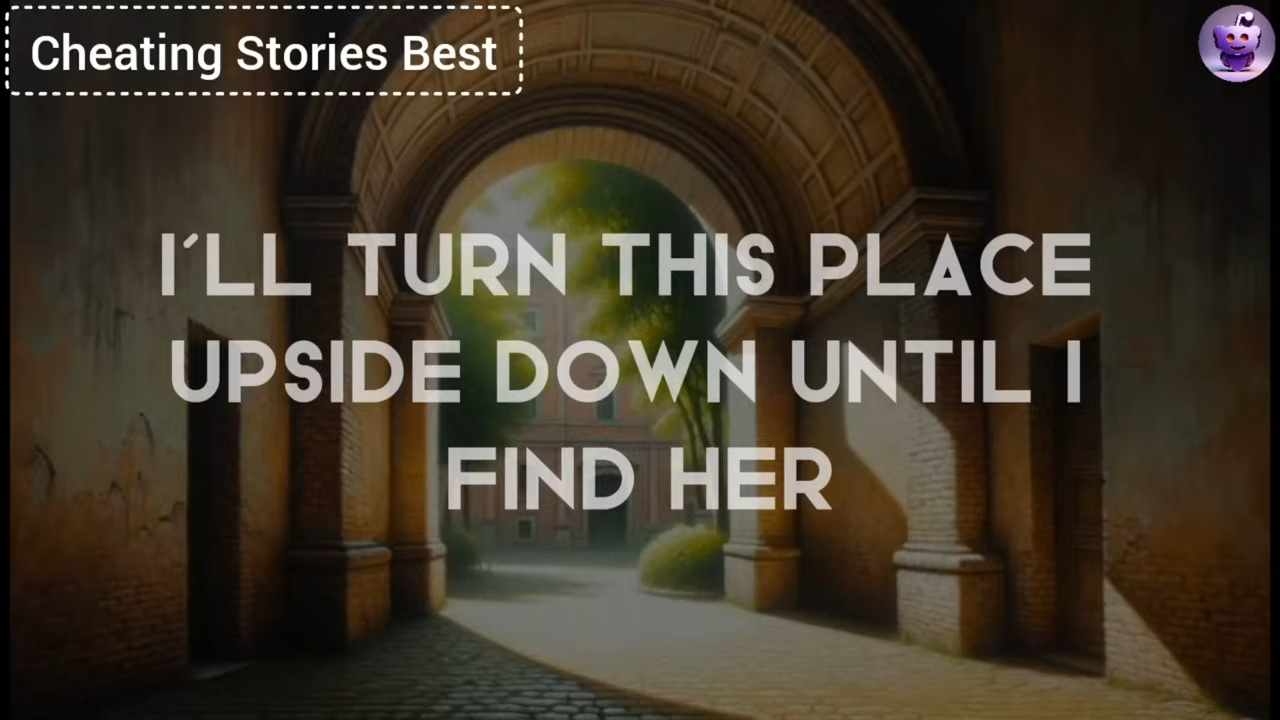 Cheating Stories Best
I´LL TURN THIS PLACE
UPSIDE DOWN UNTIL I
FIND HER